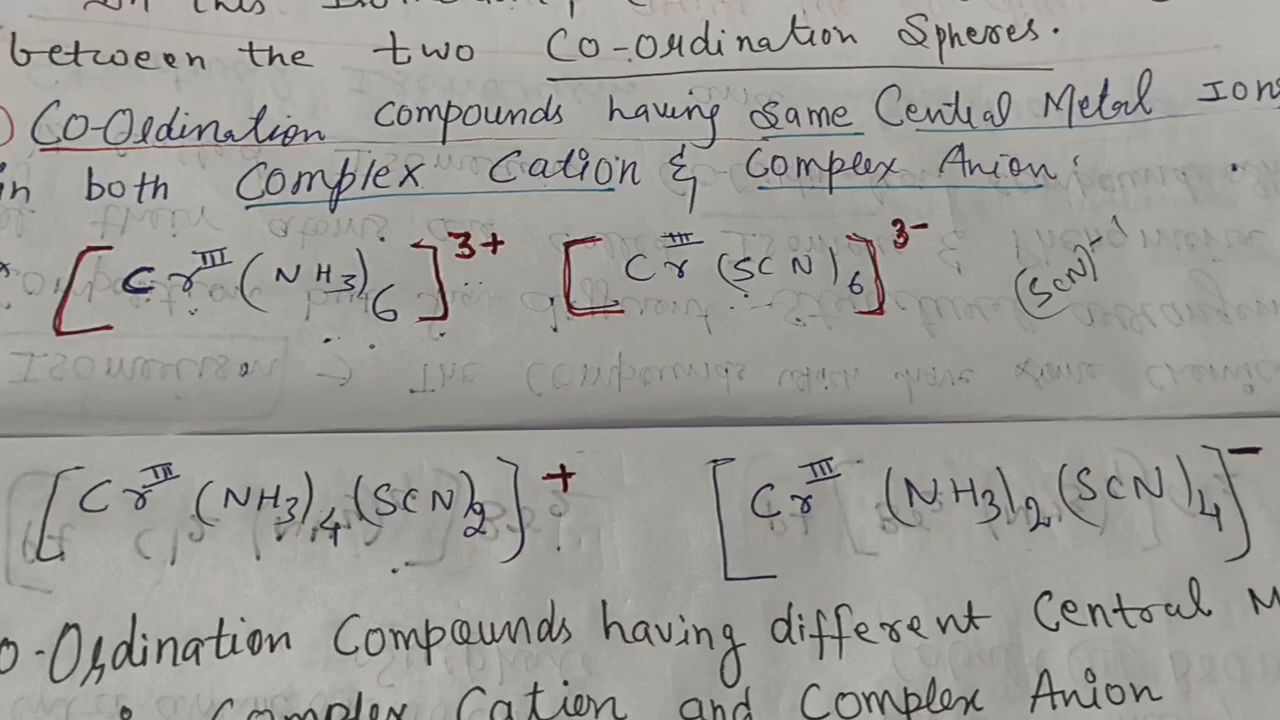 between the two Co-ordination Spheres.
Co-Ordination compounds having same Central Metal Ions
in both Complex Cation & Complex Anion:
[Cr^III(NH3)6]^3+ [Cr^III(SCN)6]^3- (SCN)^-1
[Cr^III(NH3)4(SCN)2]^+ [Cr^III(NH3)2(SCN)4]^-
o-Ordination Compounds having different Central M
Complex Cation and Complex Anion